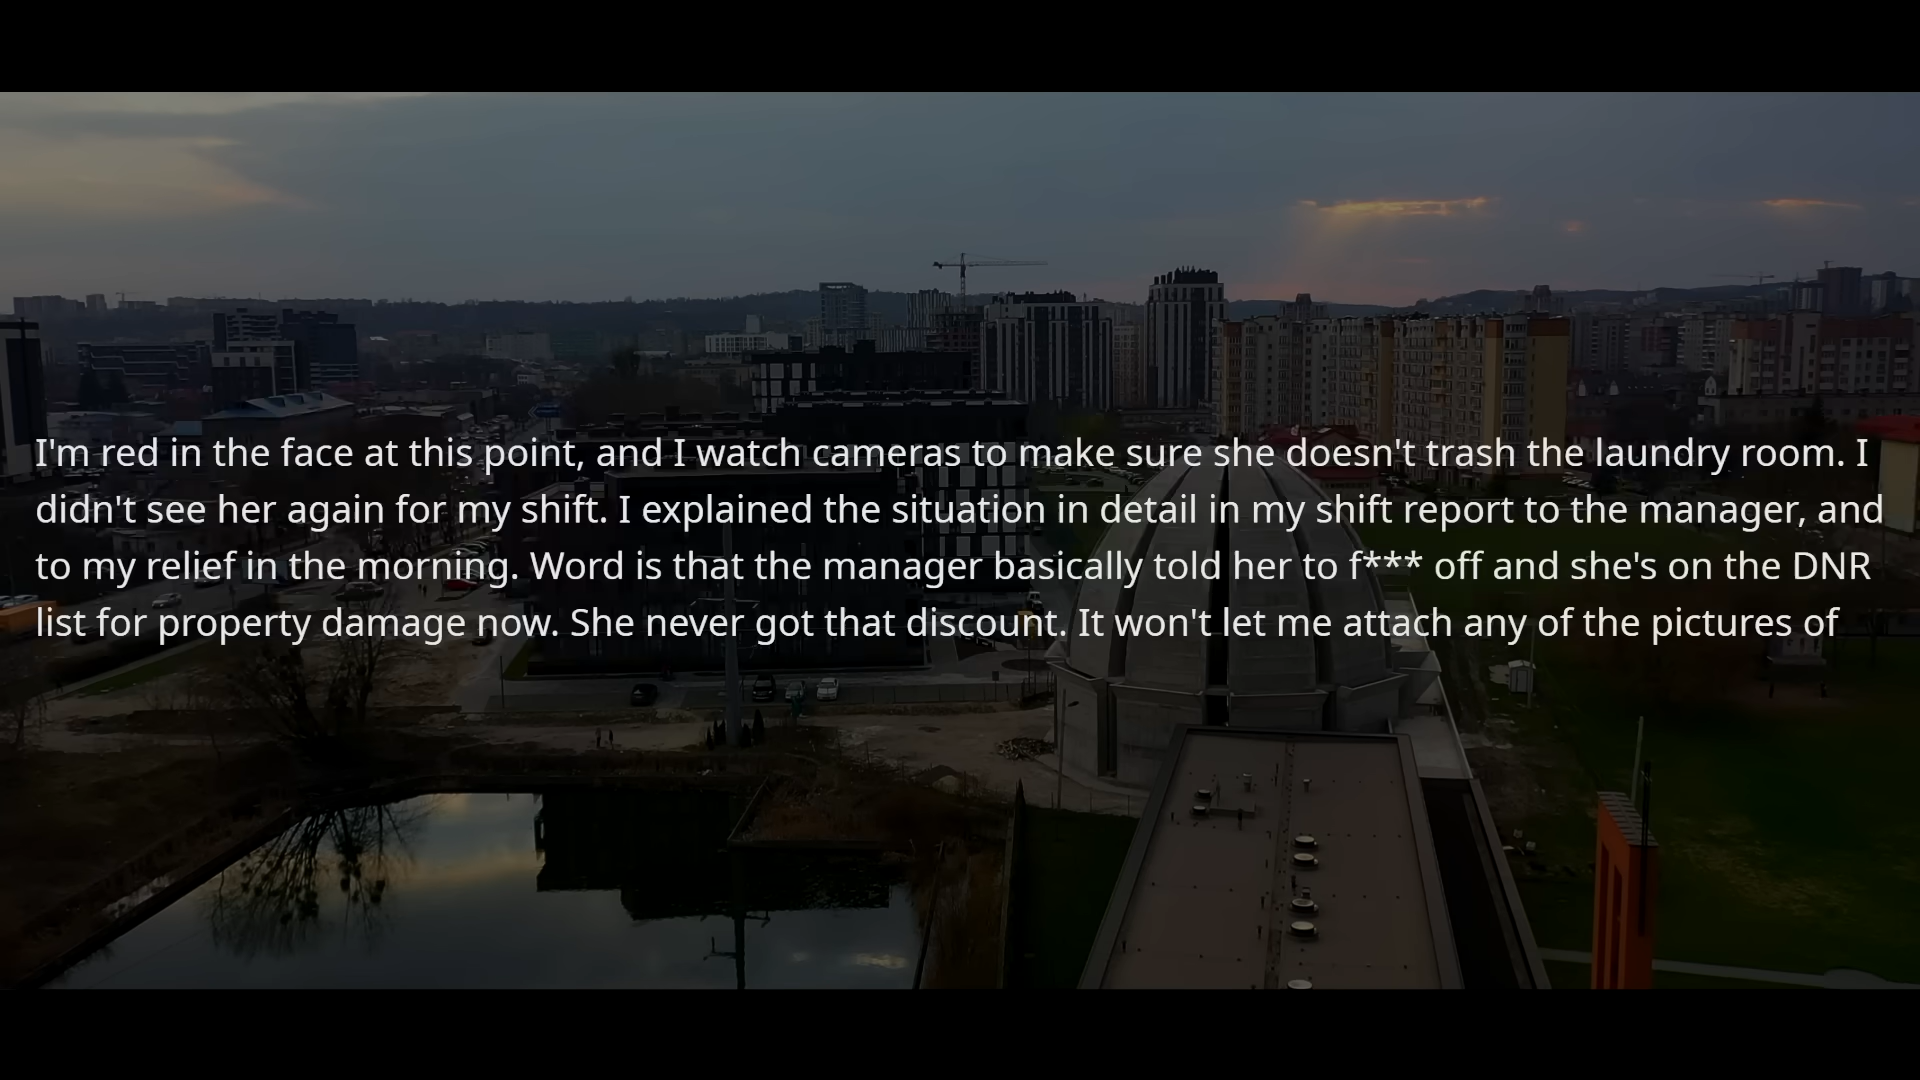 I'm red in the face at this point, and I watch cameras to make sure she doesn't trash the laundry room. I
didn't see her again for my shift. I explained the situation in detail in my shift report to the manager, and
to my relief in the morning. Word is that the manager basically told her to f*** off and she's on the DNR
list for property damage now. She never got that discount. It won't let me attach any of the pictures of